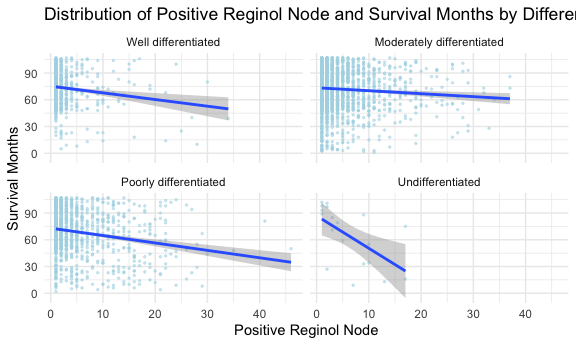 Distribution of Positive Reginol Node and Survival Months by Differen
Well differentiated
Moderately differentiated
90
60
30
0
Poorly differentiated
Undifferentiated
90
60
30
0
0 10 20 30 40 0 10 20 30 40
Survival Months
Positive Reginol Node